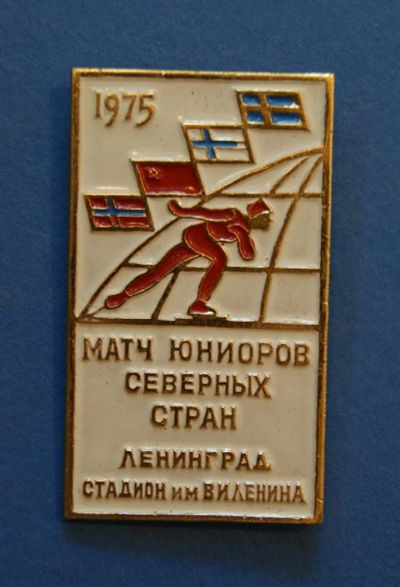 1975
МАТЧ ЮНИОРОВ
СЕВЕРНЫХ
СТРАН
ЛЕНИНГРАД
СТАДИОН им В.И.ЛЕНИНА